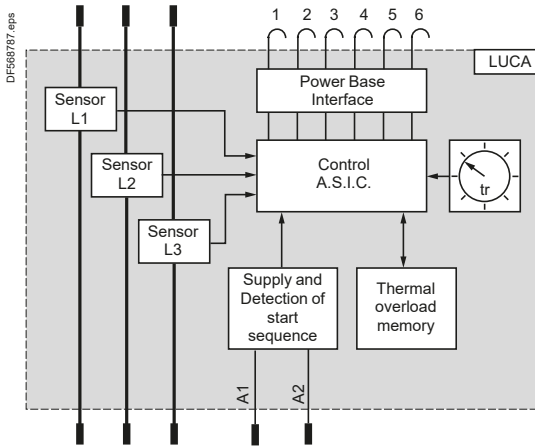 DF568787.eps
1 2 3 4 5 6
LUCA
Power Base
Interface
Sensor
L1
Sensor
L2
Sensor
L3
Control
A.S.I.C.
tr
Supply and
Detection of
start
sequence
Thermal
overload
memory
A1
A2